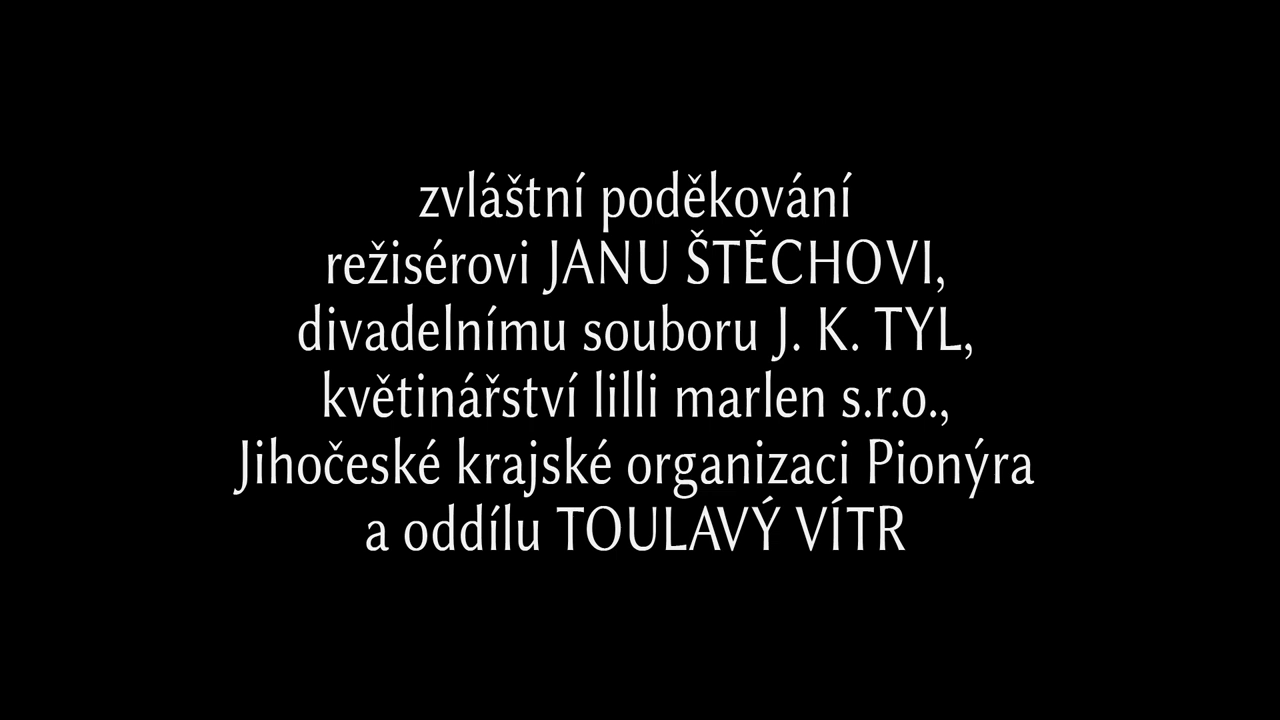 zvláštní poděkování
režisérovi JANU ŠTĚCHOVI,
divadelnímu souboru J. K. TYL,
květinářství lilli marlen s.r.o.,
Jihočeské krajské organizaci Pionýra
a oddílu TOULAVÝ VÍTR